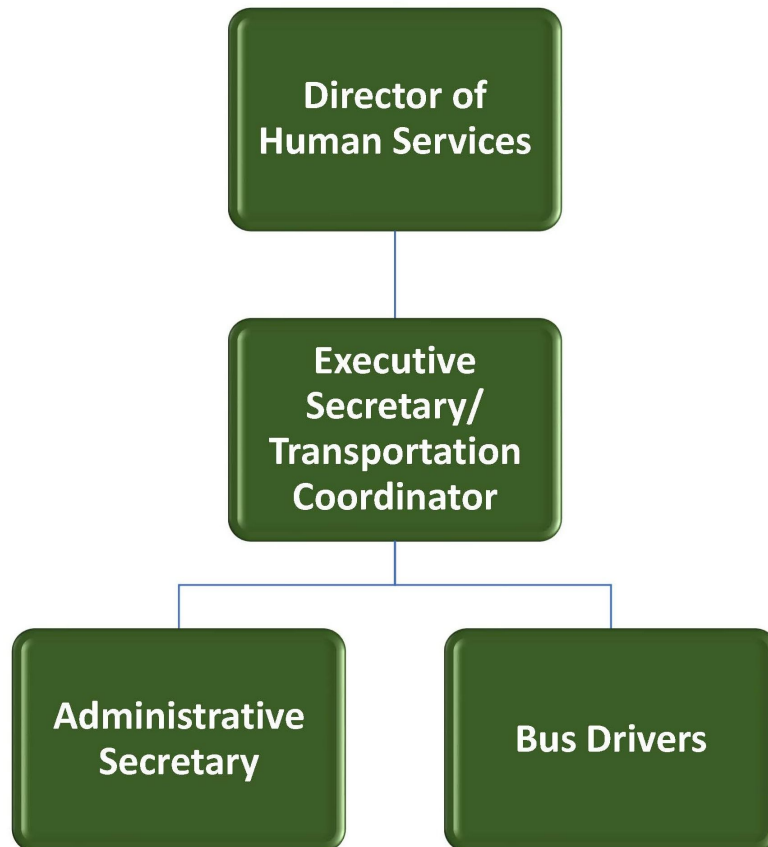 Director of
Human Services
Executive
Secretary/
Transportation
Coordinator
Administrative
Secretary
Bus Drivers